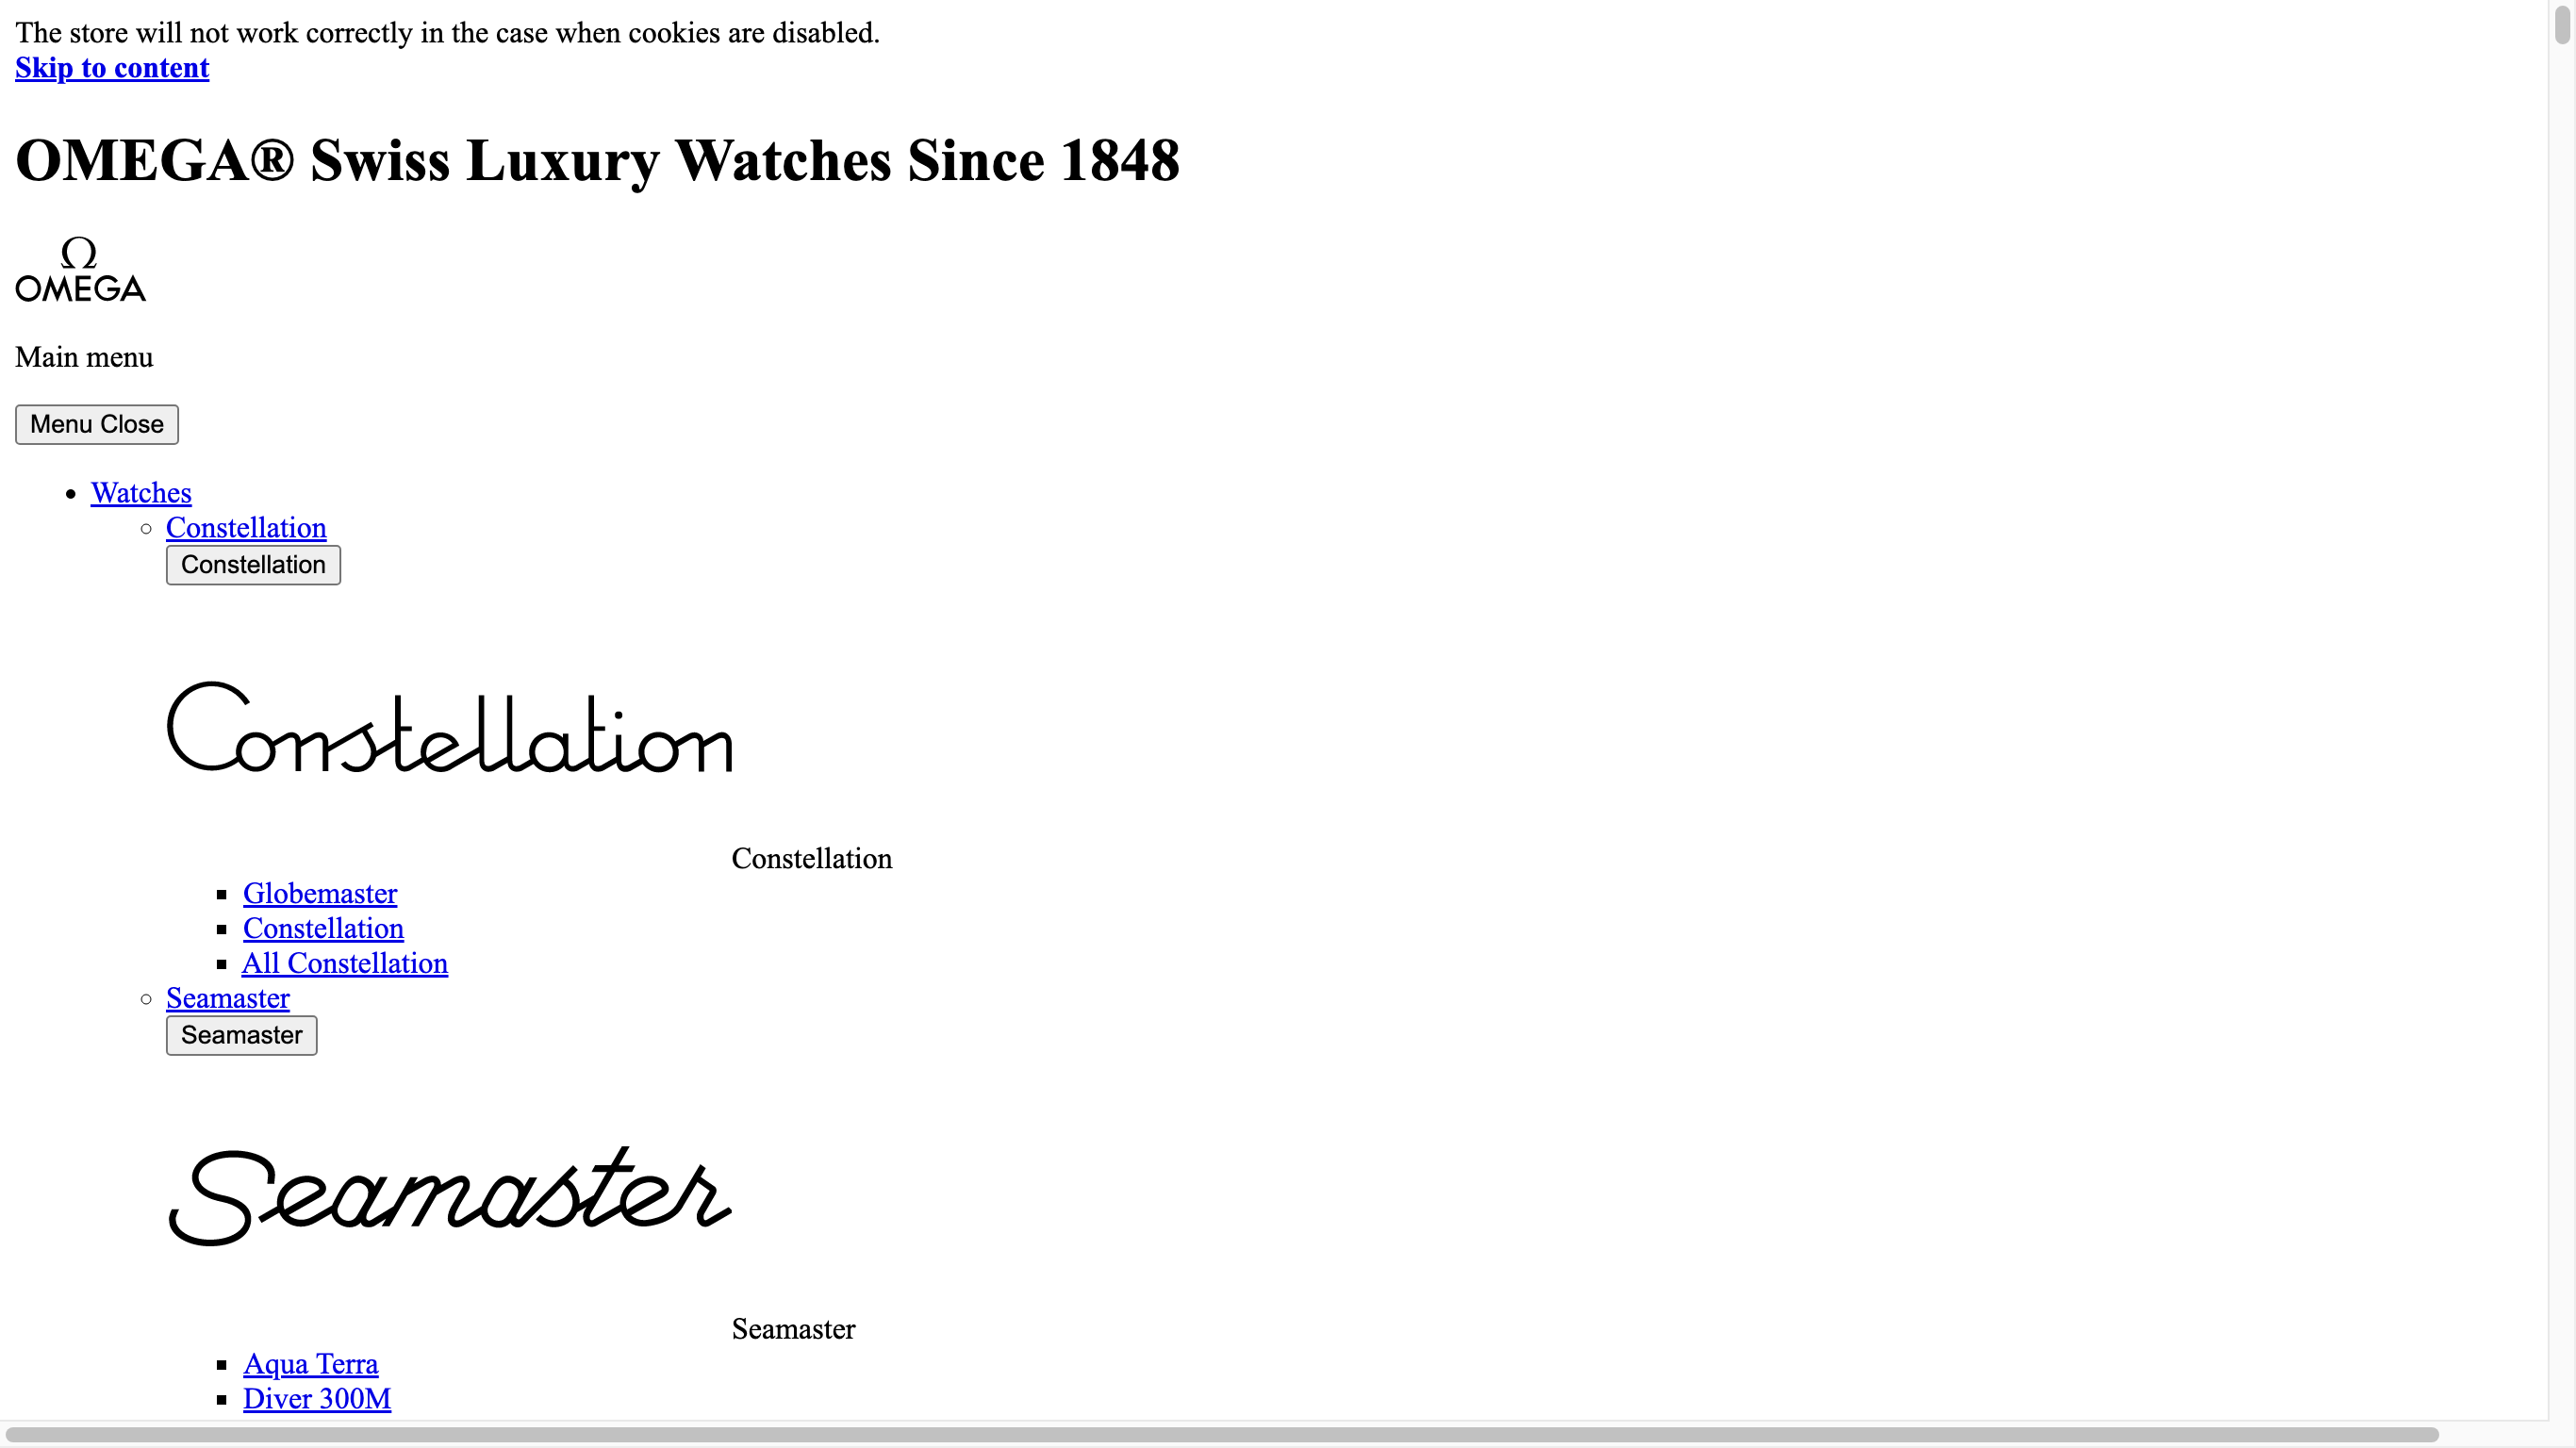 The store will not work correctly in the case when cookies are disabled.
Skip to content
OMEGA® Swiss Luxury Watches Since 1848
Ω
OMEGA
Main menu
Menu Close
Watches
Constellation
Constellation
Constellation
Constellation
Globemaster
Constellation
All Constellation
Seamaster
Seamaster
Seamaster
Seamaster
Aqua Terra
Diver 300M